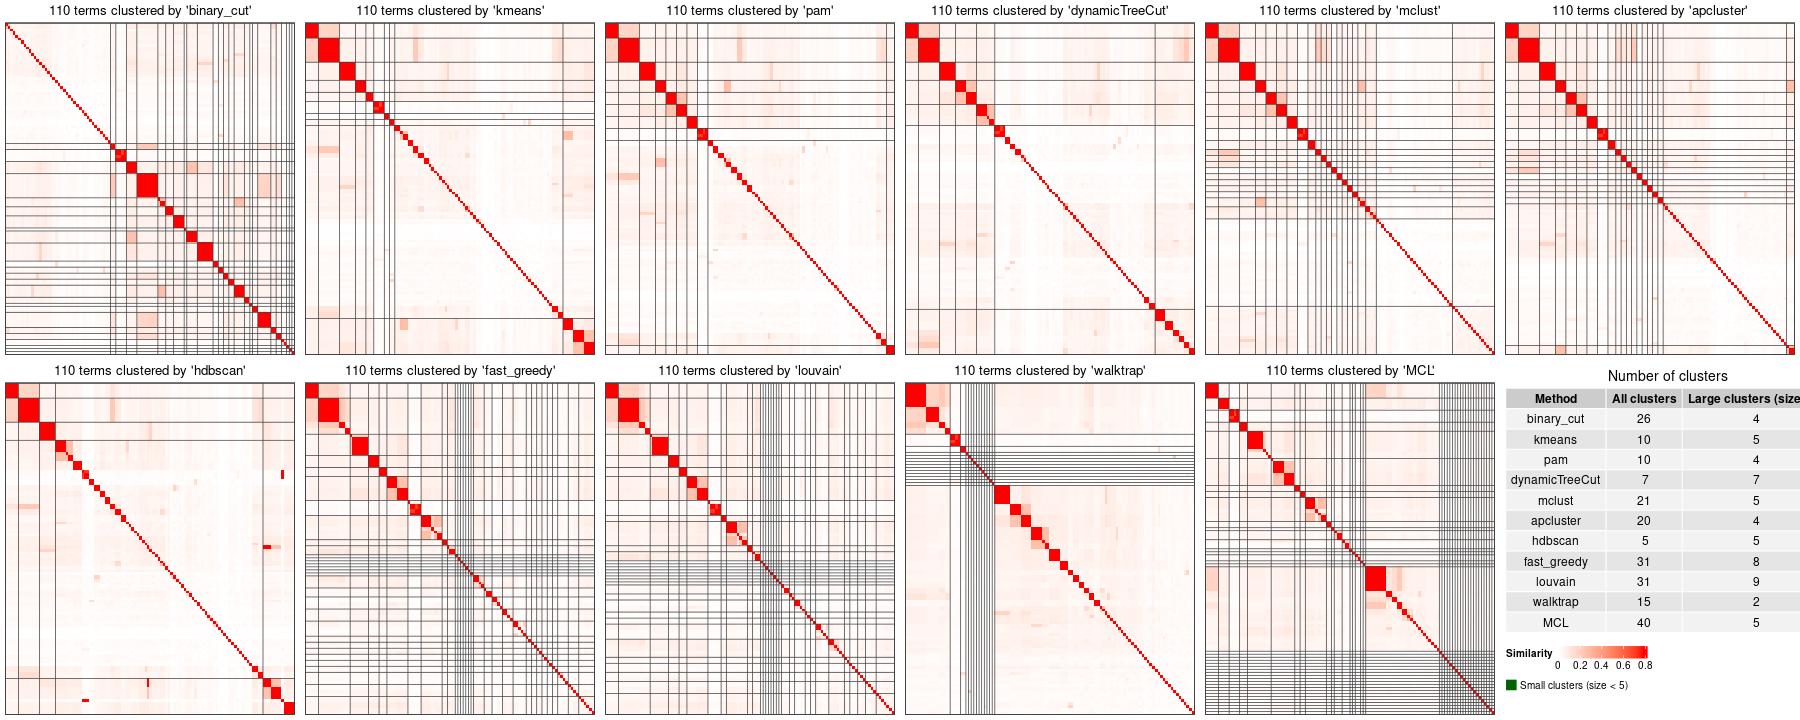 110 terms clustered by 'binary_cut'
110 terms clustered by 'kmeans'
110 terms clustered by 'pam'
110 terms clustered by 'dynamicTreeCut'
110 terms clustered by 'mclust'
110 terms clustered by 'apcluster'
110 terms clustered by 'hdbscan'
110 terms clustered by 'fast_greedy'
110 terms clustered by 'louvain'
110 terms clustered by 'walktrap'
110 terms clustered by 'MCL'
Number of clusters
Method All clusters Large clusters (size
binary_cut 26 4
kmeans 10 5
pam 10 4
dynamicTreeCut 7 7
mclust 21 5
apcluster 20 4
hdbscan 5 5
fast_greedy 31 8
louvain 31 9
walktrap 15 2
MCL 40 5
Similarity
0 0.2 0.4 0.6 0.8
Small clusters (size < 5)